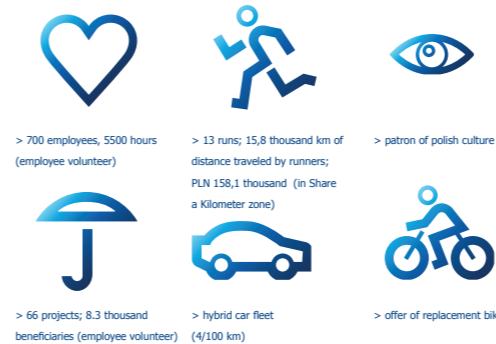 > 700 employees, 5500 hours
(employee volunteer)
> 13 runs; 15,8 thousand km of
distance traveled by runners;
PLN 158,1 thousand (in Share
a Kilometer zone)
> patron of polish culture
> 66 projects; 8.3 thousand
beneficiaries (employee volunteer)
> hybrid car fleet
(4/100 km)
> offer of replacement